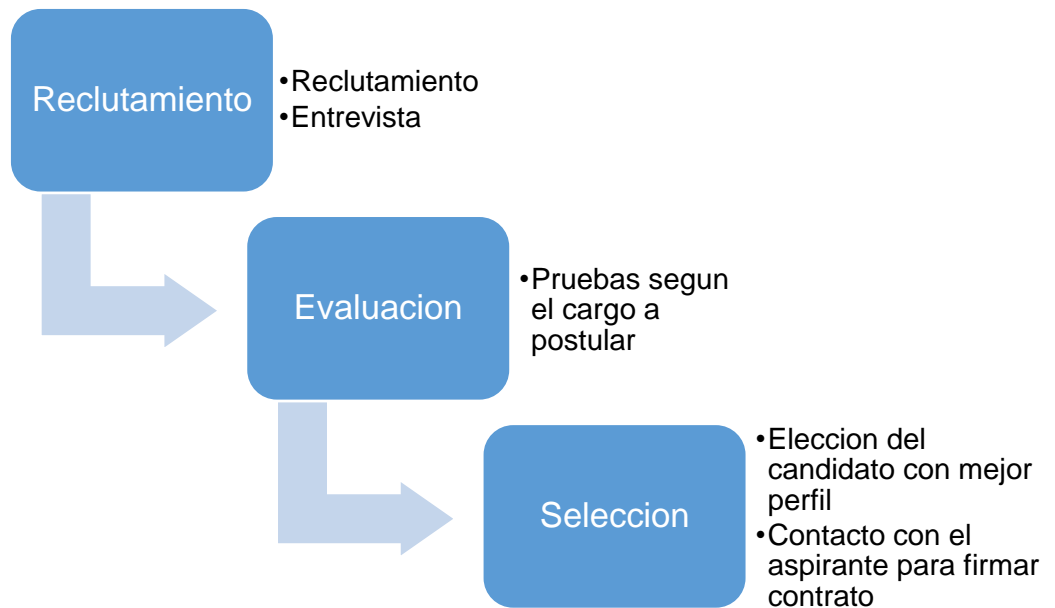 Reclutamiento
•Reclutamiento
•Entrevista
Evaluacion
•Pruebas segun
el cargo a
postular
Seleccion
•Eleccion del
candidato con mejor
perfil
•Contacto con el
aspirante para firmar
contrato